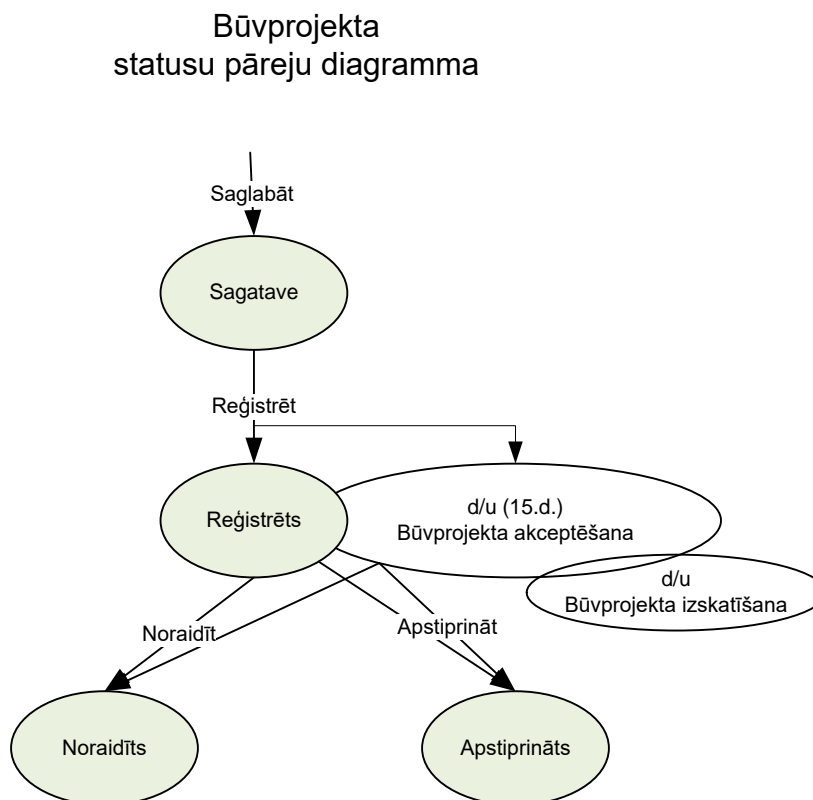 Būvprojekta
statusu pāreju diagramma
Saglabāt
Sagatave
Reģistrēt
Reģistrēts
d/u (15.d.)
Būvprojekta akceptēšana
d/u
Būvprojekta izskatīšana
Noraidīt
Apstiprināt
Noraidīts
Apstiprināts